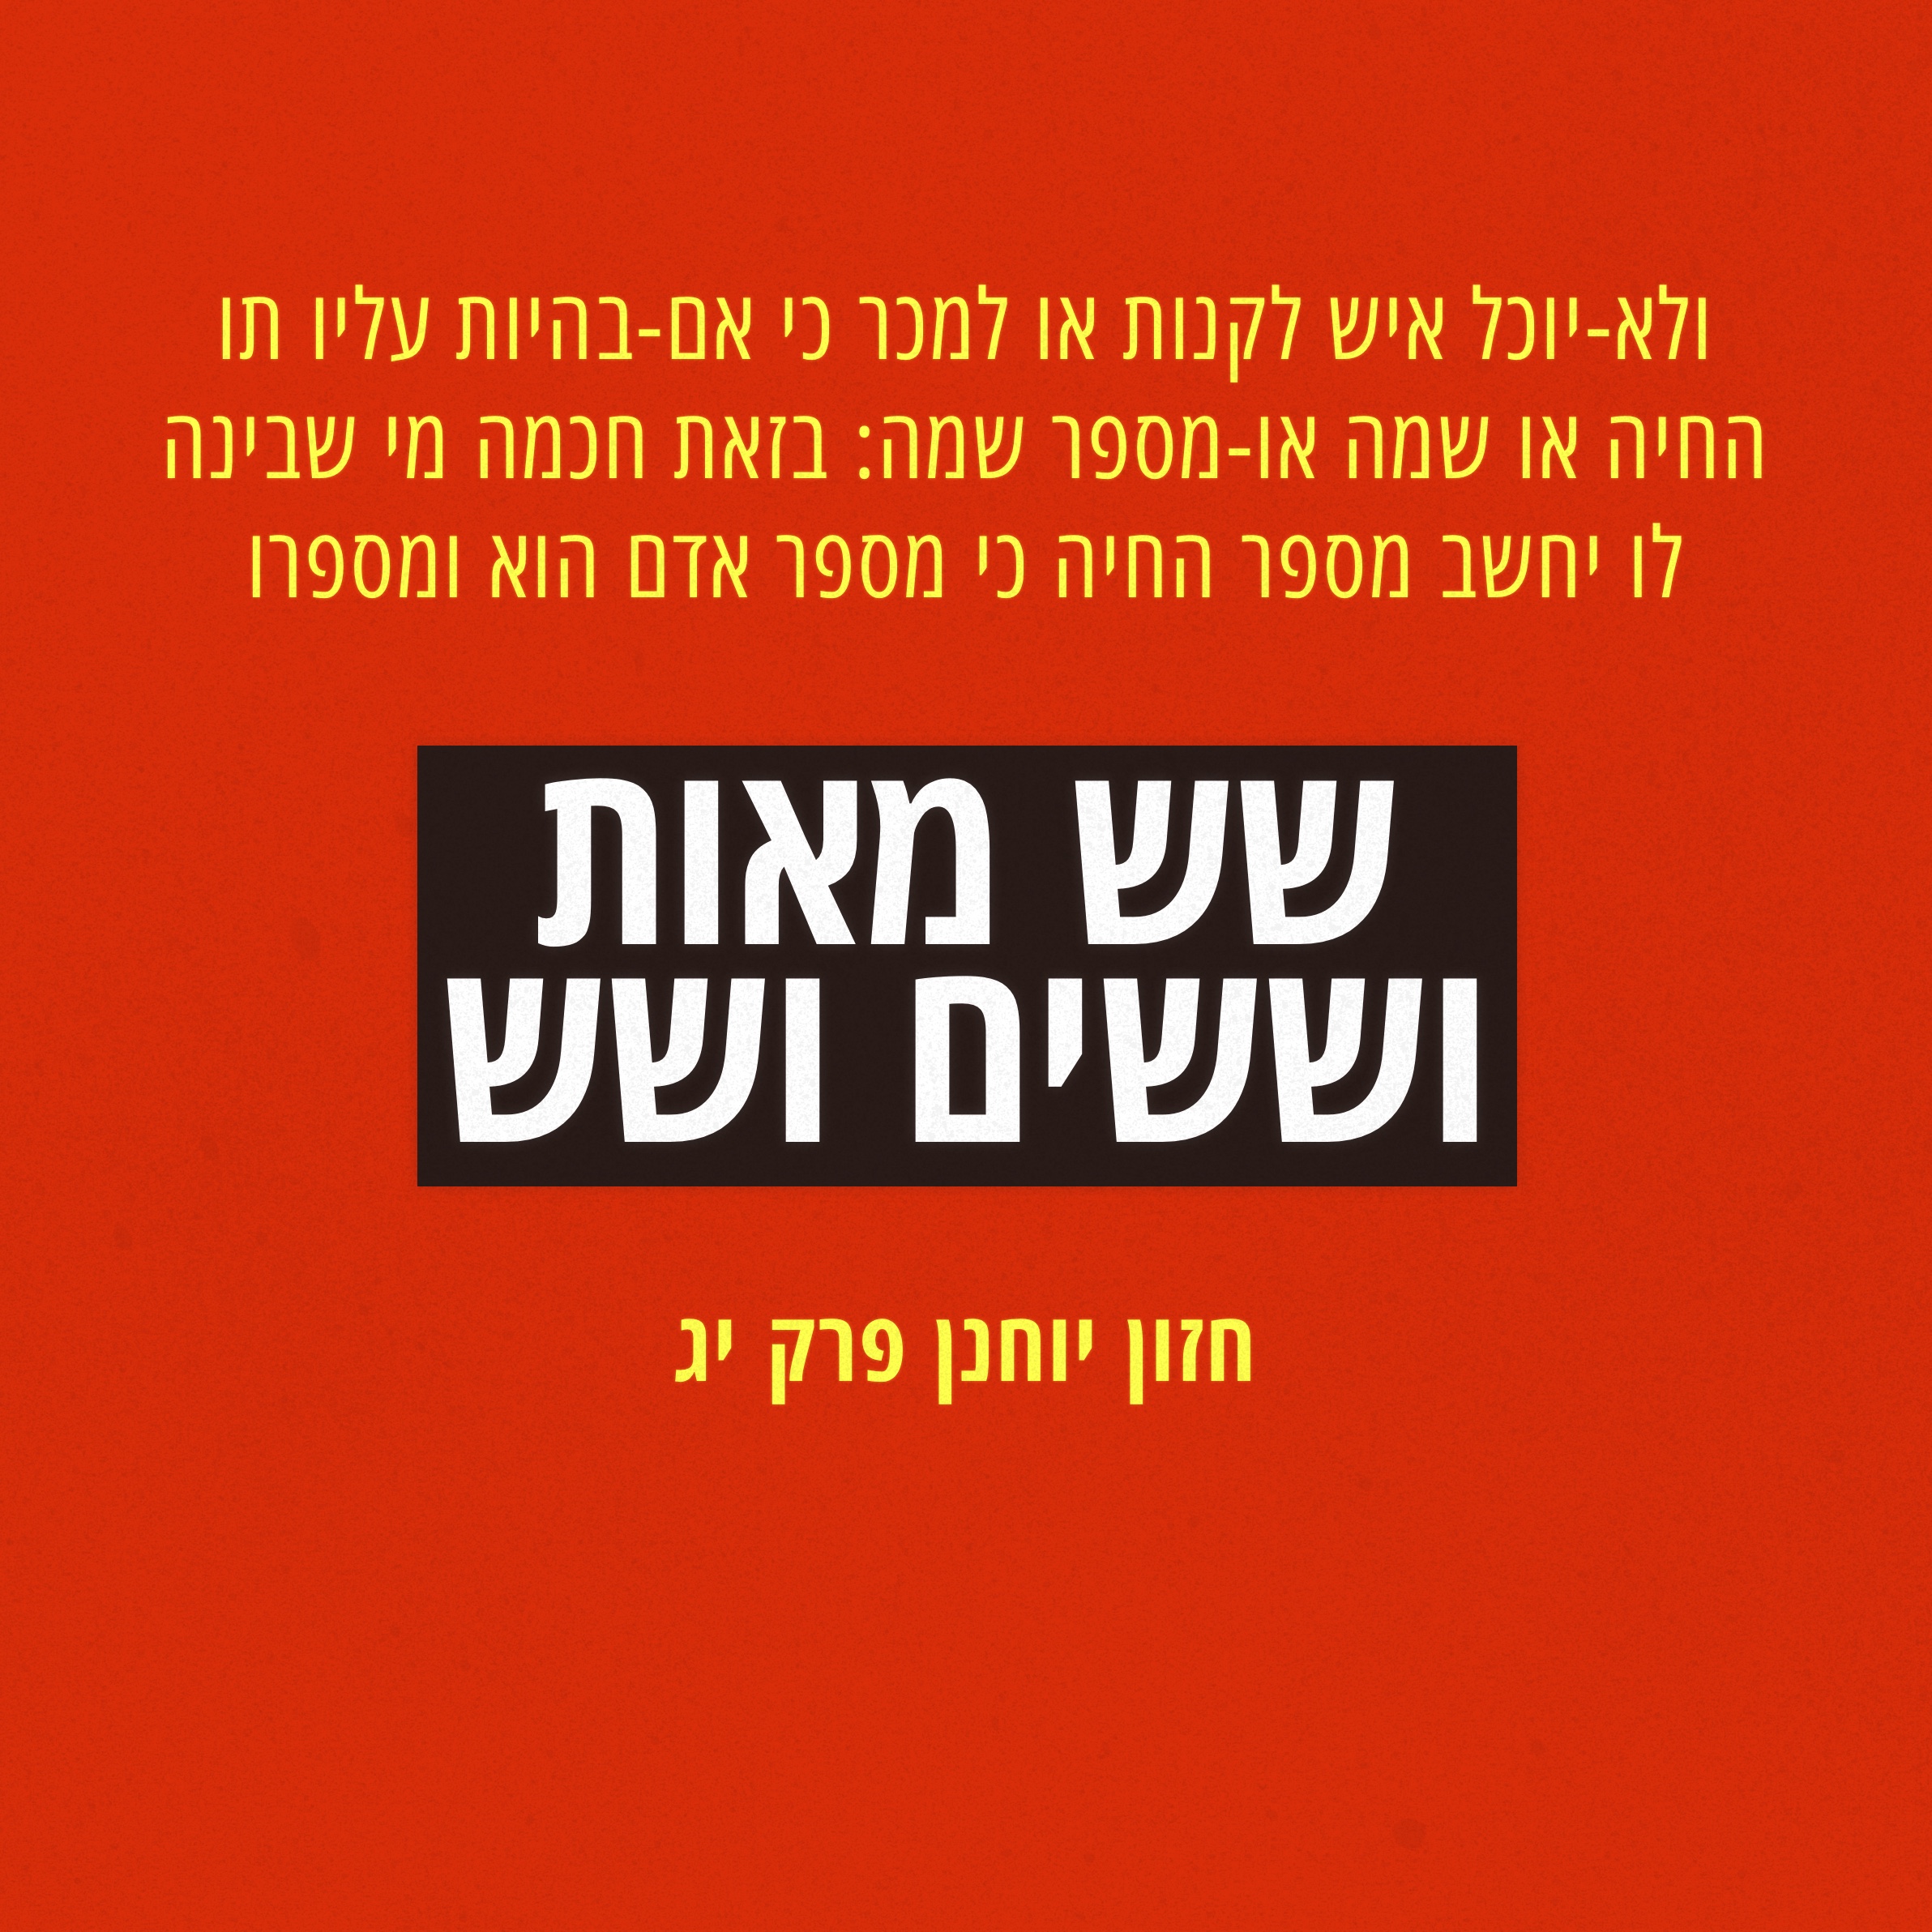 ולא-יוכל איש לקנות או למכר כי אם-בהיות עליו תו
החיה או שמה או-מספר שמה: בזאת חכמה מי שבינה
לו יחשב מספר החיה כי מספר אדם הוא ומספרו
שש מאות
וששים ושש
חזון יוחנן פרק יג